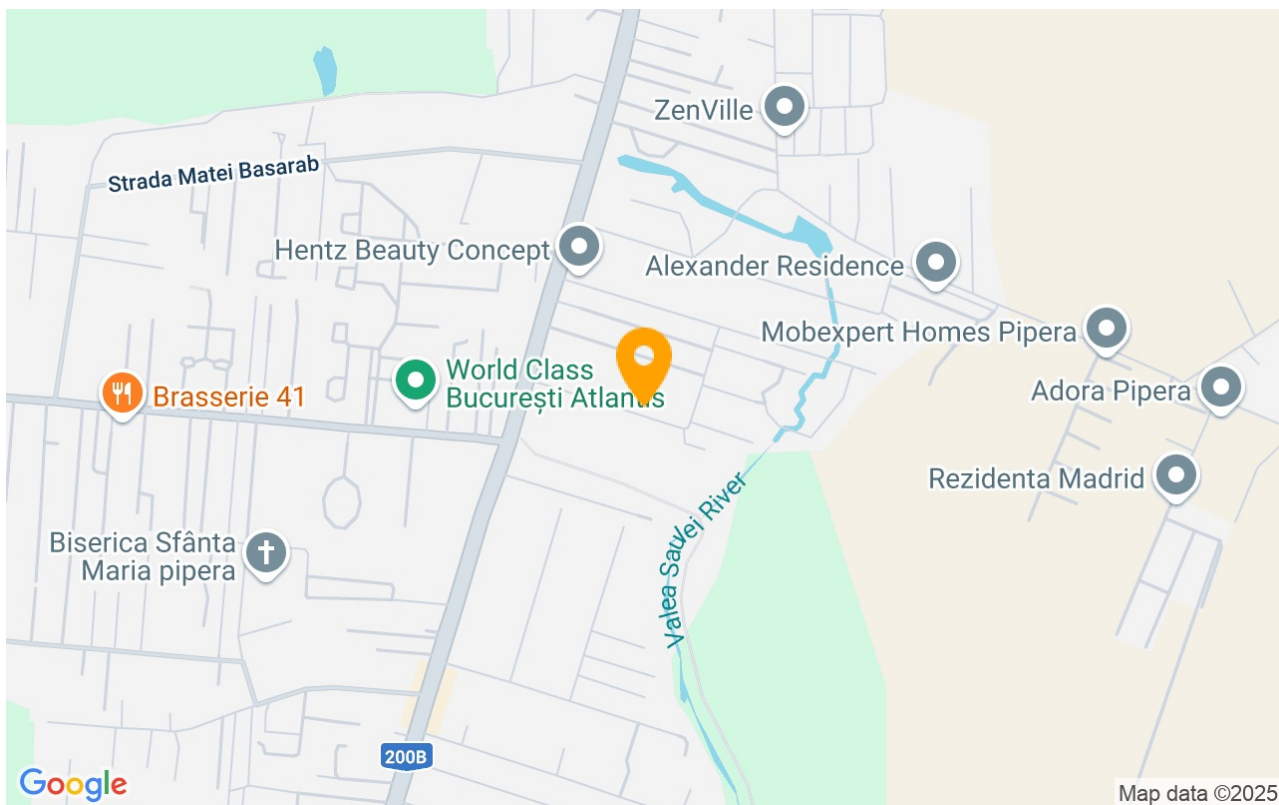 ZenVille
Strada Matei Basarab
Hentz Beauty Concept
Alexander Residence
Mobexpert Homes Pipera
World Class
București Atlantis
Brasserie 41
Adora Pipera
Rezidenta Madrid
Valea Saulei River
Biserica Sfânta
Maria pipera
200B
Google
Map data ©2025